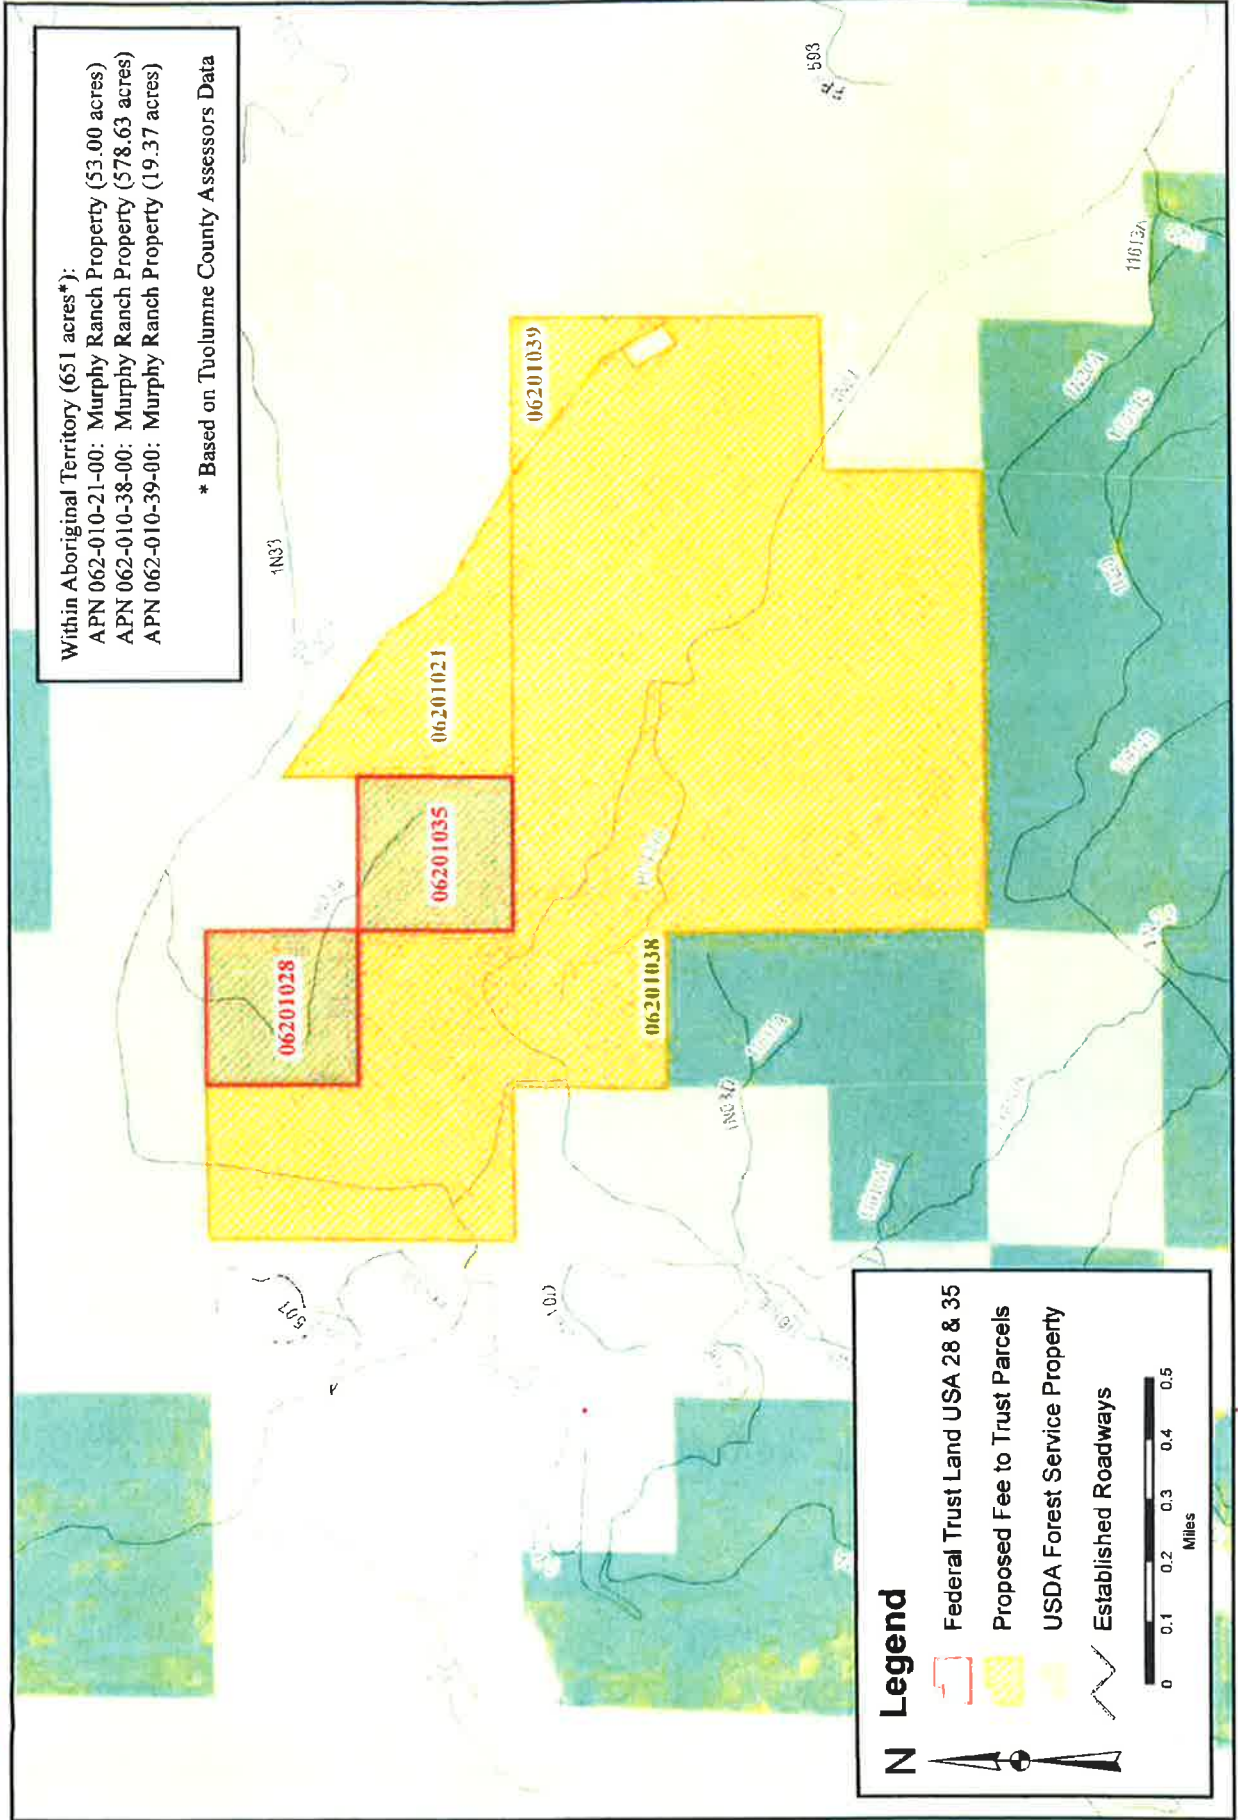 Within Aboriginal Territory (651 acres*):
APN 062-010-21-00: Murphy Ranch Property (53.00 acres)
APN 062-010-38-00: Murphy Ranch Property (578.63 acres)
APN 062-010-39-00: Murphy Ranch Property (19.37 acres)
* Based on Tuolumne County Assessors Data
593
1N33
06201039
06201021
06201035
06201028
06201038
11613A
1N03D
507
N Legend
Federal Trust Land USA 28 & 35
Proposed Fee to Trust Parcels
USDA Forest Service Property
Established Roadways
0 0.1 0.2 0.3 0.4 0.5
Miles